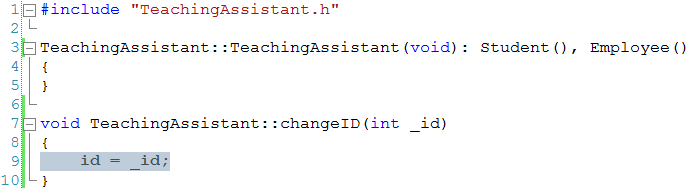 1 #include "TeachingAssistant.h"
2
3 TeachingAssistant::TeachingAssistant(void): Student(), Employee()
4 {
5 }
6
7 void TeachingAssistant::changeID(int _id)
8 {
9     id = _id;
10 }